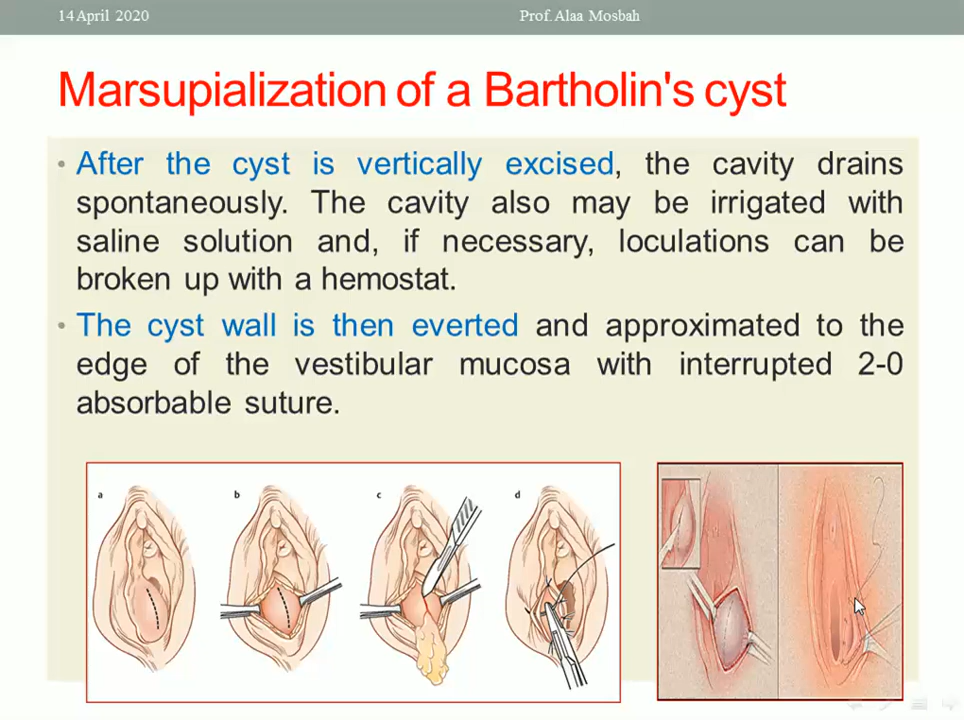 14 April 2020
Prof. Alaa Mosbah
Marsupialization of a Bartholin's cyst
• After the cyst is vertically excised, the cavity drains
spontaneously. The cavity also may be irrigated with
saline solution and, if necessary, loculations can be
broken up with a hemostat.
• The cyst wall is then everted and approximated to the
edge of the vestibular mucosa with interrupted 2-0
absorbable suture.
a
b
c
d